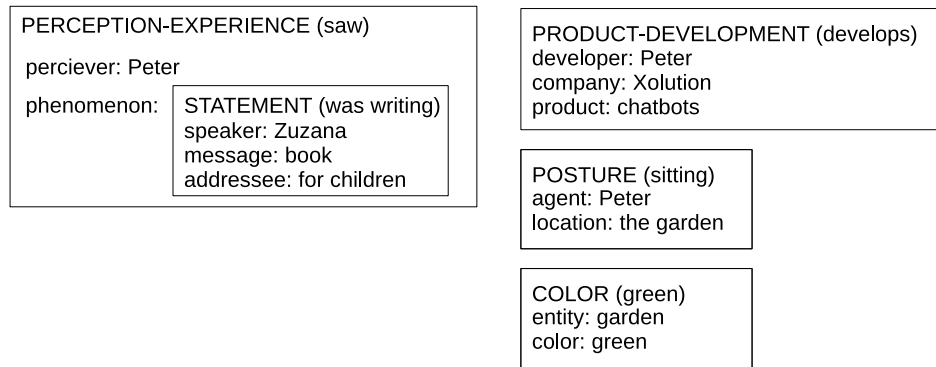 PERCEPTION-EXPERIENCE (saw)
perciever: Peter
phenomenon:
STATEMENT (was writing)
speaker: Zuzana
message: book
addressee: for children
PRODUCT-DEVELOPMENT (develops)
developer: Peter
company: Xolution
product: chatbots
POSTURE (sitting)
agent: Peter
location: the garden
COLOR (green)
entity: garden
color: green